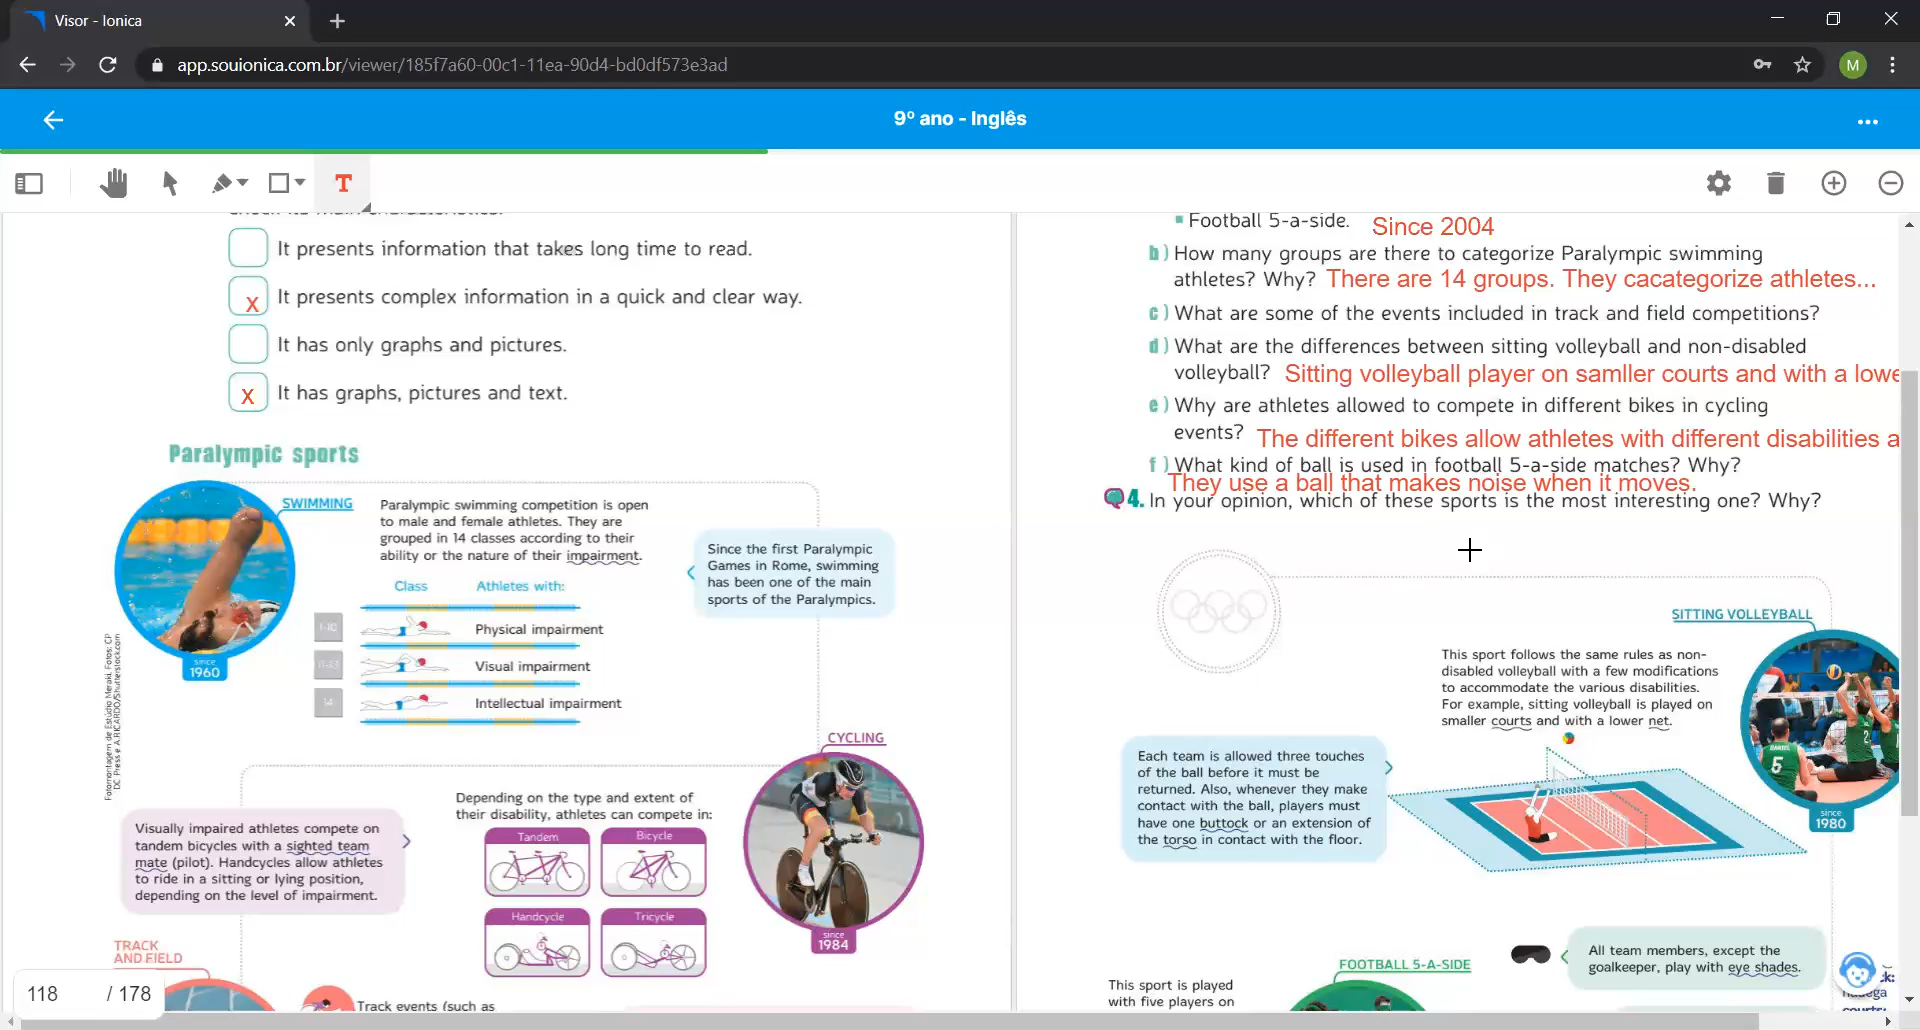 Visor - Ionica
app.souionica.com.br/viewer/185f7a60-00c1-11ea-90d4-bd0df573e3ad
M
9º ano - Inglês
T
It presents information that takes long time to read.
x It presents complex information in a quick and clear way.
It has only graphs and pictures.
x It has graphs, pictures and text.
Paralympic sports
SWIMMING
Paralympic swimming competition is open
to male and female athletes. They are
grouped in 14 classes according to their
ability or the nature of their impairment.
Since the first Paralympic
Games in Rome, swimming
has been one of the main
sports of the Paralympics.
Class Athletes with:
1-10 Physical impairment
11-13 Visual impairment
14 Intellectual impairment
since
1960
Fotomontagem de Estúdio Meraki. Fotos: CP
DC Press e A.RICARDO/Shutterstock.com
CYCLING
Depending on the type and extent of
their disability, athletes can compete in:
Tandem Bicycle
Handcycle Tricycle
since
1984
Visually impaired athletes compete on
tandem bicycles with a sighted team
mate (pilot). Handcycles allow athletes
to ride in a sitting or lying position,
depending on the level of impairment.
TRACK
AND FIELD
118 / 178
Track events (such as
Football 5-a-side. Since 2004
b) How many groups are there to categorize Paralympic swimming
athletes? Why? There are 14 groups. They cacategorize athletes...
c) What are some of the events included in track and field competitions?
d) What are the differences between sitting volleyball and non-disabled
volleyball? Sitting volleyball player on samller courts and with a lowe
e) Why are athletes allowed to compete in different bikes in cycling
events? The different bikes allow athletes with different disabilities a
f) What kind of ball is used in football 5-a-side matches? Why?
They use a ball that makes noise when it moves.
4. In your opinion, which of these sports is the most interesting one? Why?
SITTING VOLLEYBALL
This sport follows the same rules as non-
disabled volleyball with a few modifications
to accommodate the various disabilities.
For example, sitting volleyball is played on
smaller courts and with a lower net.
since
1980
Each team is allowed three touches
of the ball before it must be
returned. Also, whenever they make
contact with the ball, players must
have one buttock or an extension of
the torso in contact with the floor.
FOOTBALL 5-A-SIDE
This sport is played
with five players on
All team members, except the
goalkeeper, play with eye shades.